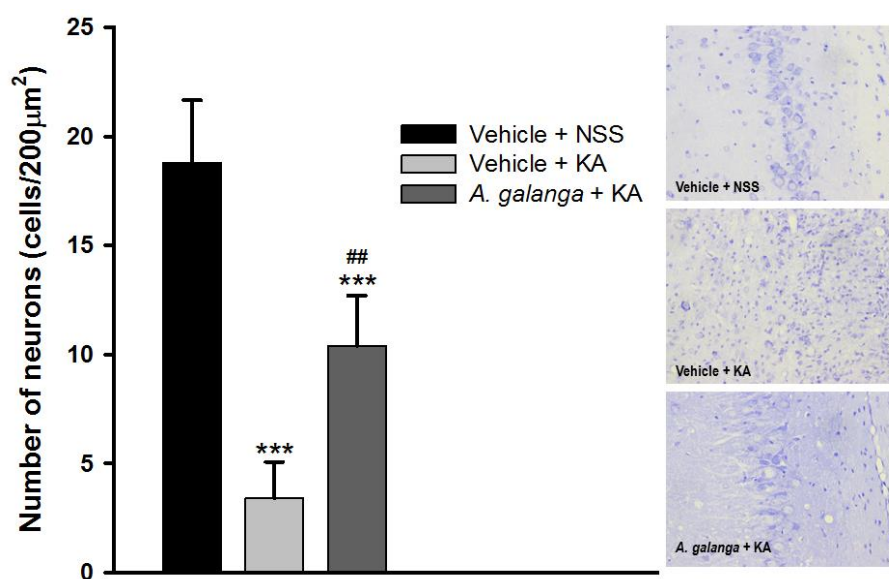 Number of neurons (cells/200μm²)
25
20
15
10
5
0
***
##
***
Vehicle + NSS
Vehicle + KA
A. galanga + KA
Vehicle + NSS
Vehicle + KA
A. galanga + KA